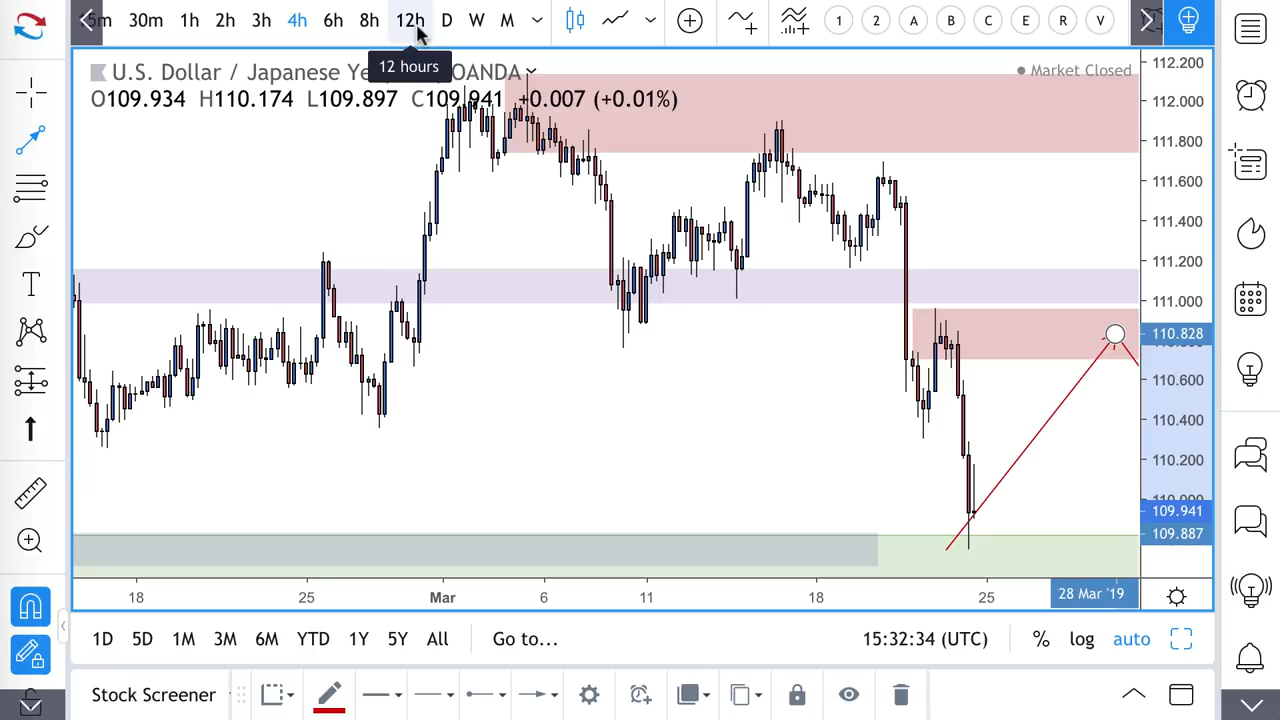 5m 30m 1h 2h 3h 4h 6h 8h 12h D W M 1 2 A B C E R V
12 hours
U.S. Dollar / Japanese Ye OANDA
Market Closed
O109.934 H110.174 L109.897 C109.941 +0.007 (+0.01%)
112.200
112.000
111.800
111.600
111.400
111.200
111.000
110.828
110.600
110.400
110.200
110.000
109.941
109.887
18 25 Mar 6 11 18 25 28 Mar '19
1D 5D 1M 3M 6M YTD 1Y 5Y All Go to... 15:32:34 (UTC) % log auto
Stock Screener